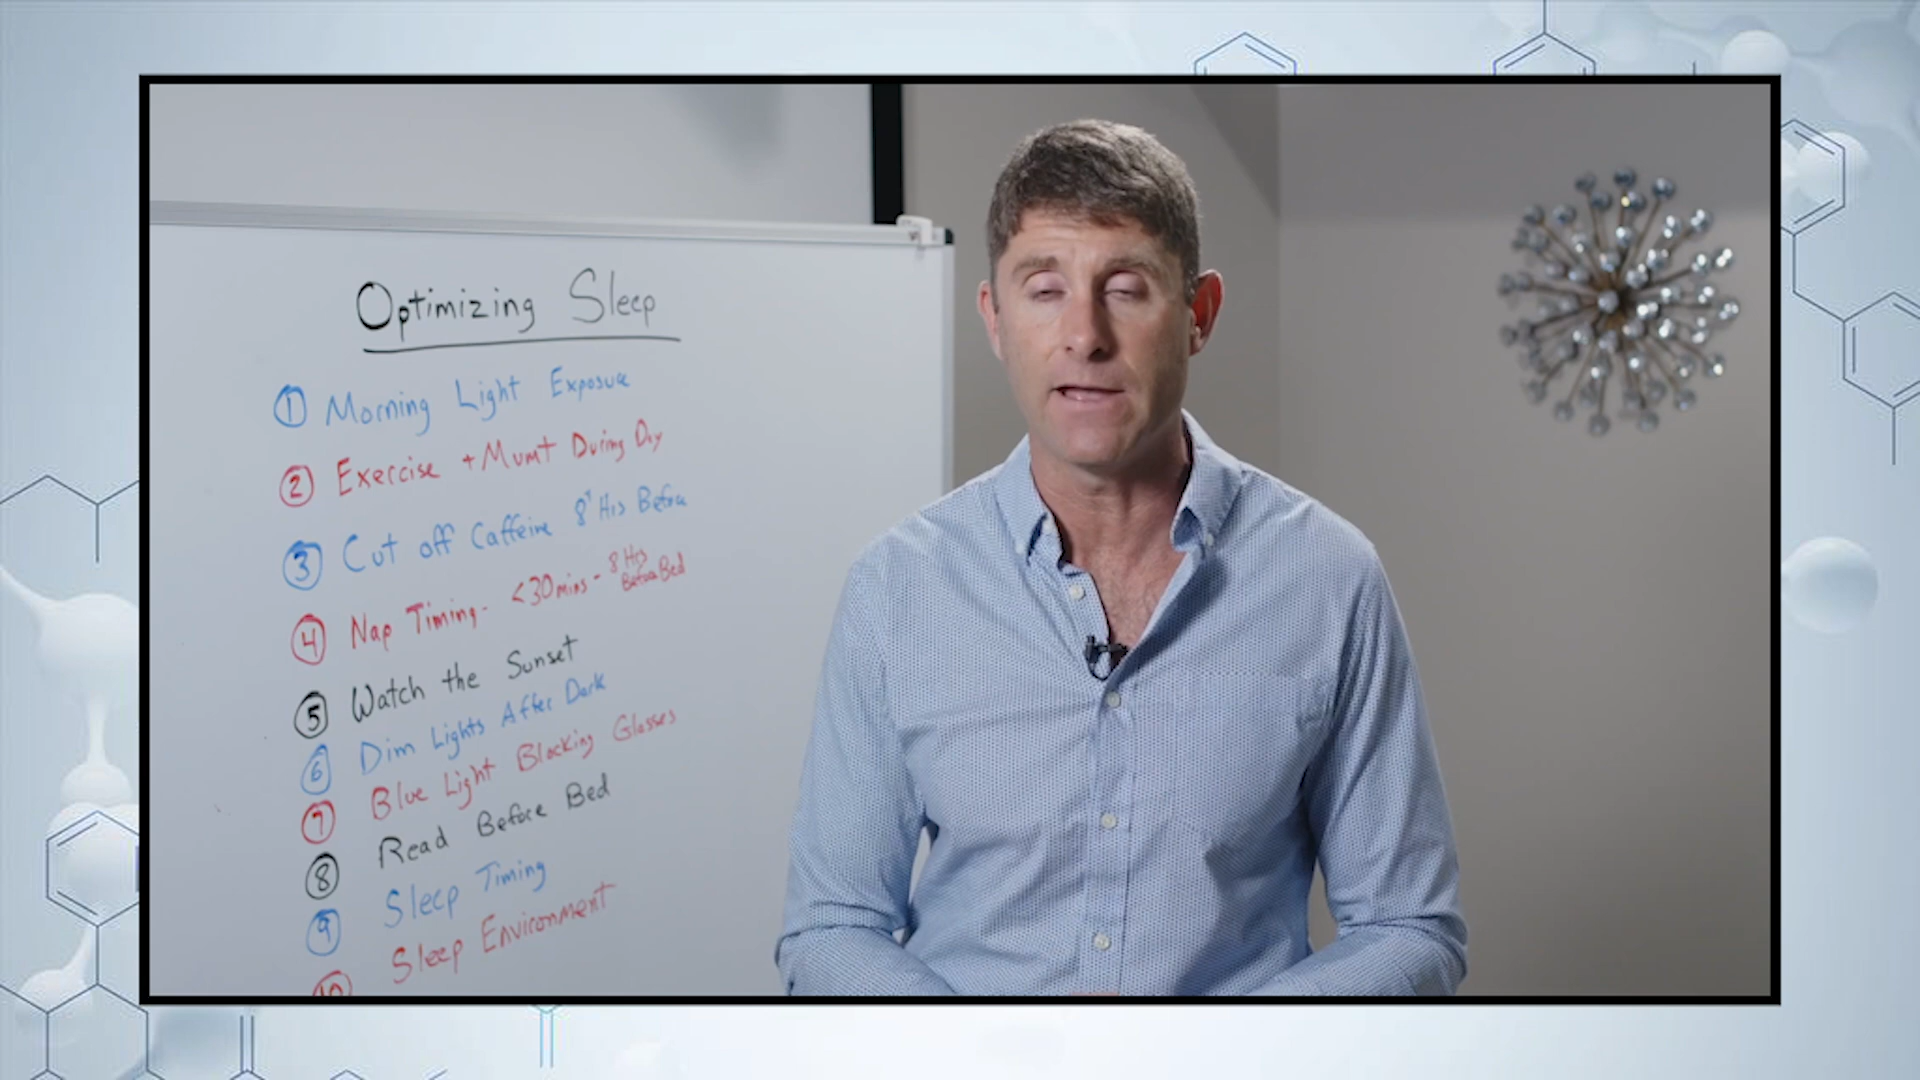 Optimizing Sleep
① Morning Light Exposure
② Exercise + Mvmt During Day
③ Cut off Caffeine 8+ Hrs Before
④ Nap Timing - <30 mins - 8 Hrs Before Bed
⑤ Watch the Sunset
⑥ Dim Lights After Dark
⑦ Blue Light Blocking Glasses
⑧ Read Before Bed
⑨ Sleep Timing
⑩ Sleep Environment